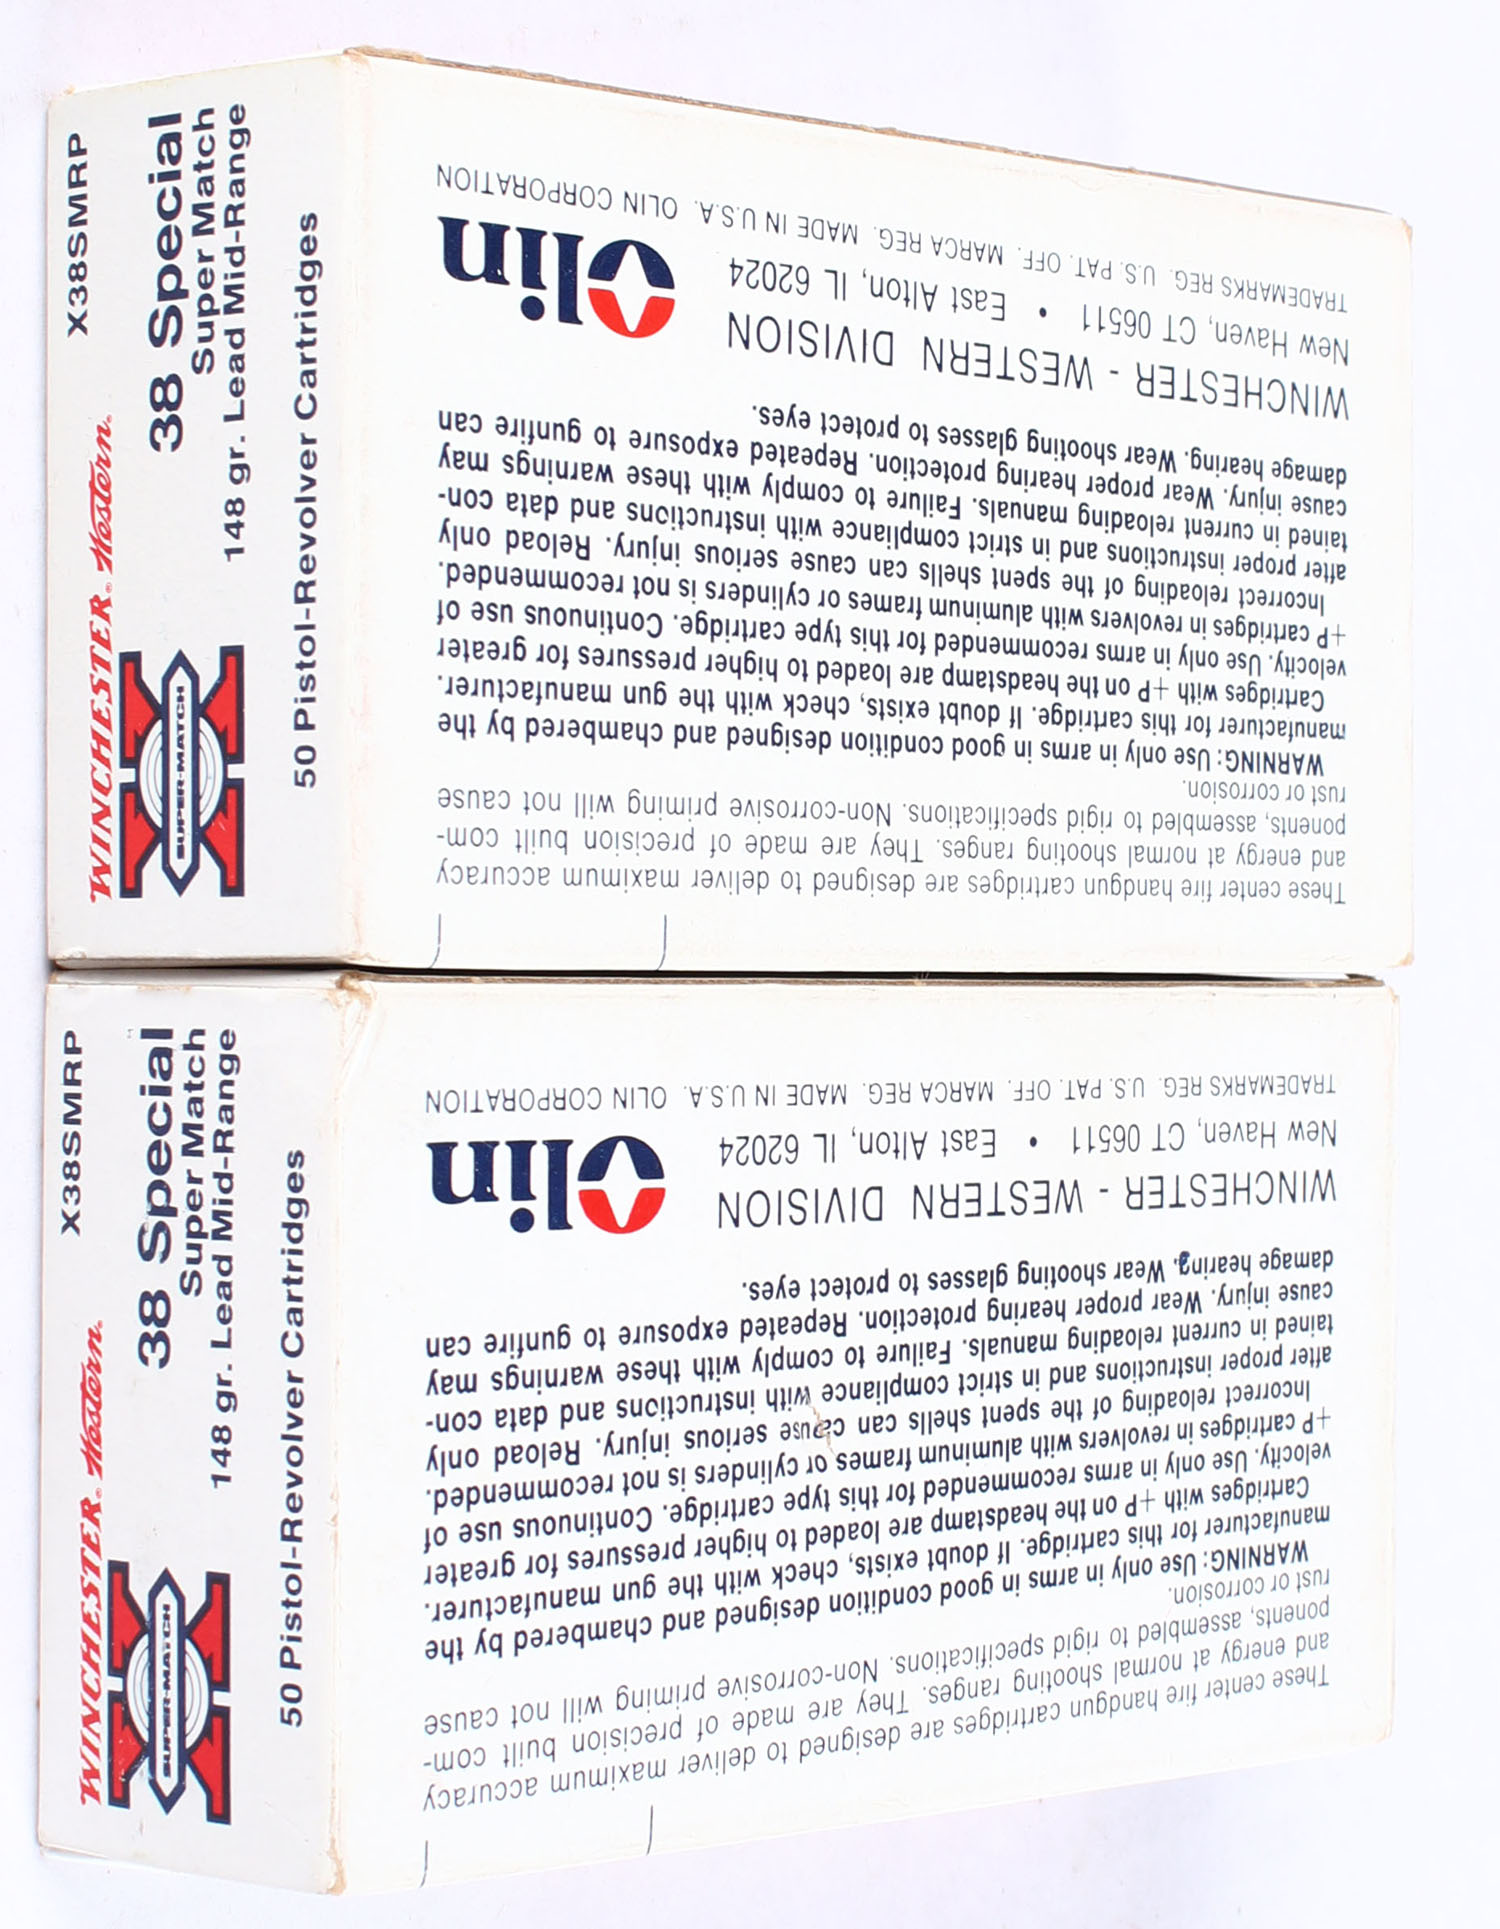 WINCHESTER® Western® X38SMRP
SUPER-MATCH
38 Special
Super Match
148 gr. Lead Mid-Range
50 Pistol-Revolver Cartridges
These center fire handgun cartridges are designed to deliver maximum accuracy
and energy at normal shooting ranges. They are made of precision built com-
ponents, assembled to rigid specifications. Non-corrosive priming will not cause
rust or corrosion.
WARNING: Use only in arms in good condition designed and chambered by the
manufacturer for this cartridge. If doubt exists, check with the gun manufacturer.
Cartridges with +P on the headstamp are loaded to higher pressures for greater
velocity. Use only in arms recommended for this type cartridge. Continuous use of
+P cartridges in revolvers with aluminum frames or cylinders is not recommended.
Incorrect reloading of the spent shells can cause serious injury. Reload only
after proper instructions and in strict compliance with instructions and data con-
tained in current reloading manuals. Failure to comply with these warnings may
cause injury. Wear proper hearing protection. Repeated exposure to gunfire can
damage hearing. Wear shooting glasses to protect eyes.
WINCHESTER - WESTERN DIVISION
New Haven, CT 06511 • East Alton, IL 62024
Olin
TRADEMARKS REG. U.S. PAT. OFF. MARCA REG. MADE IN U.S.A. OLIN CORPORATION
WINCHESTER® Western® X38SMRP
SUPER-MATCH
38 Special
Super Match
148 gr. Lead Mid-Range
50 Pistol-Revolver Cartridges
These center fire handgun cartridges are designed to deliver maximum accuracy
and energy at normal shooting ranges. They are made of precision built com-
ponents, assembled to rigid specifications. Non-corrosive priming will not cause
rust or corrosion.
WARNING: Use only in arms in good condition designed and chambered by the
manufacturer for this cartridge. If doubt exists, check with the gun manufacturer.
Cartridges with +P on the headstamp are loaded to higher pressures for greater
velocity. Use only in arms recommended for this type cartridge. Continuous use of
+P cartridges in revolvers with aluminum frames or cylinders is not recommended.
Incorrect reloading of the spent shells can cause serious injury. Reload only
after proper instructions and in strict compliance with instructions and data con-
tained in current reloading manuals. Failure to comply with these warnings may
cause injury. Wear proper hearing protection. Repeated exposure to gunfire can
damage hearing. Wear shooting glasses to protect eyes.
WINCHESTER - WESTERN DIVISION
New Haven, CT 06511 • East Alton, IL 62024
Olin
TRADEMARKS REG. U.S. PAT. OFF. MARCA REG. MADE IN U.S.A. OLIN CORPORATION